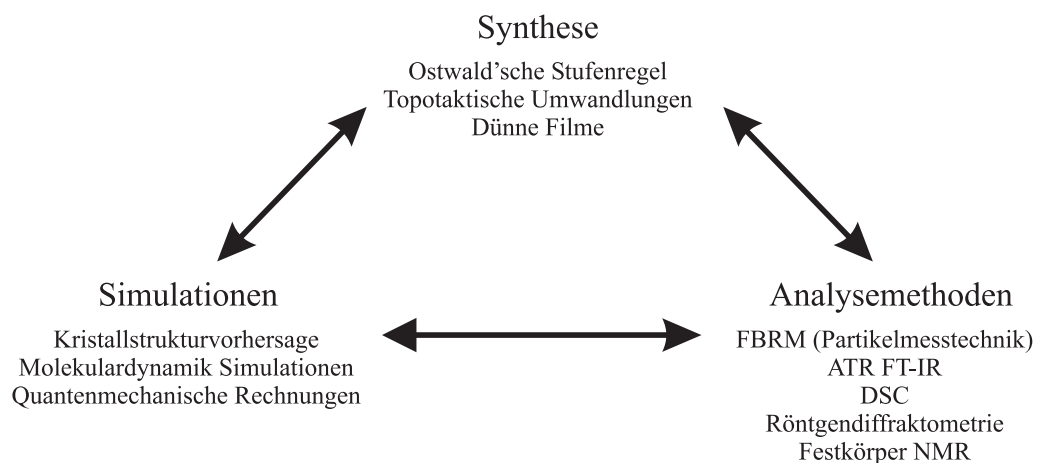 Synthese
Ostwald'sche Stufenregel
Topotaktische Umwandlungen
Dünne Filme
Simulationen
Kristallstrukturvorhersage
Molekulardynamik Simulationen
Quantenmechanische Rechnungen
Analysemethoden
FBRM (Partikelmesstechnik)
ATR FT-IR
DSC
Röntgendiffraktometrie
Festkörper NMR